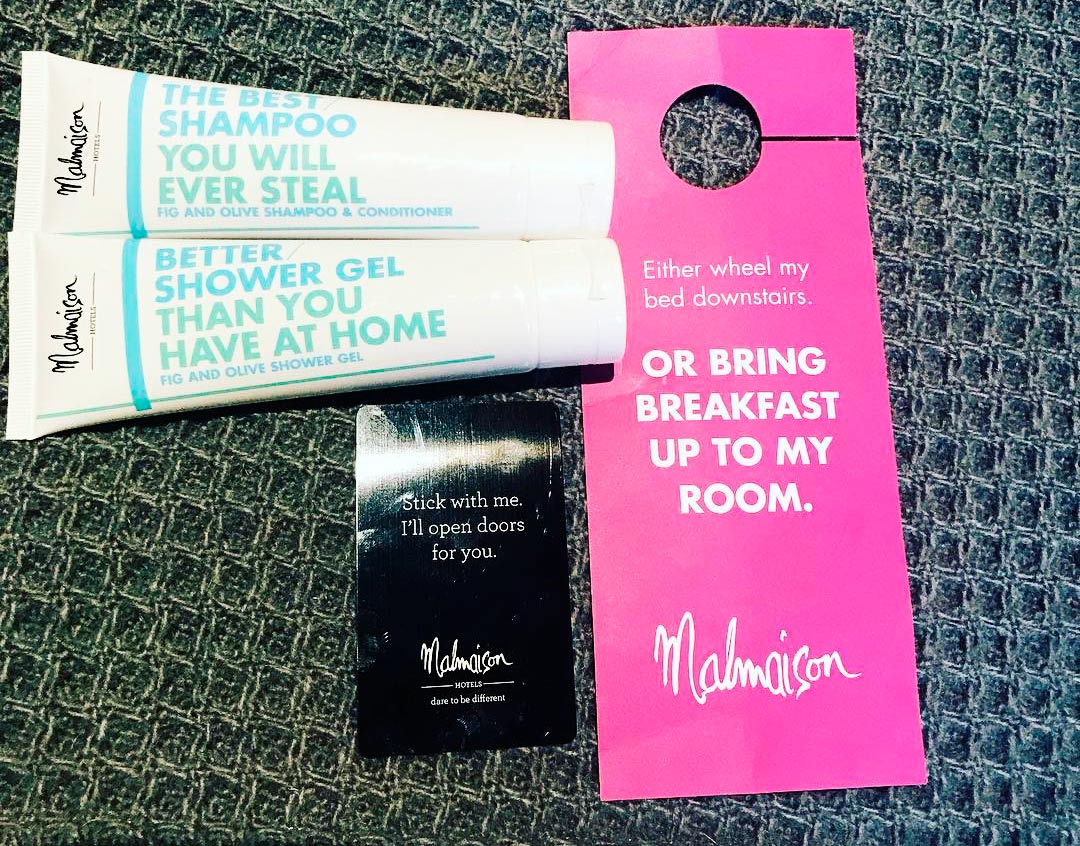 Malmaison
HOTELS
THE BEST
SHAMPOO
YOU WILL
EVER STEAL
FIG AND OLIVE SHAMPOO & CONDITIONER
Malmaison
HOTELS
BETTER
SHOWER GEL
THAN YOU
HAVE AT HOME
FIG AND OLIVE SHOWER GEL
Stick with me.
I'll open doors
for you.
Malmaison
HOTELS
dare to be different
Either wheel my
bed downstairs.
OR BRING
BREAKFAST
UP TO MY
ROOM.
Malmaison